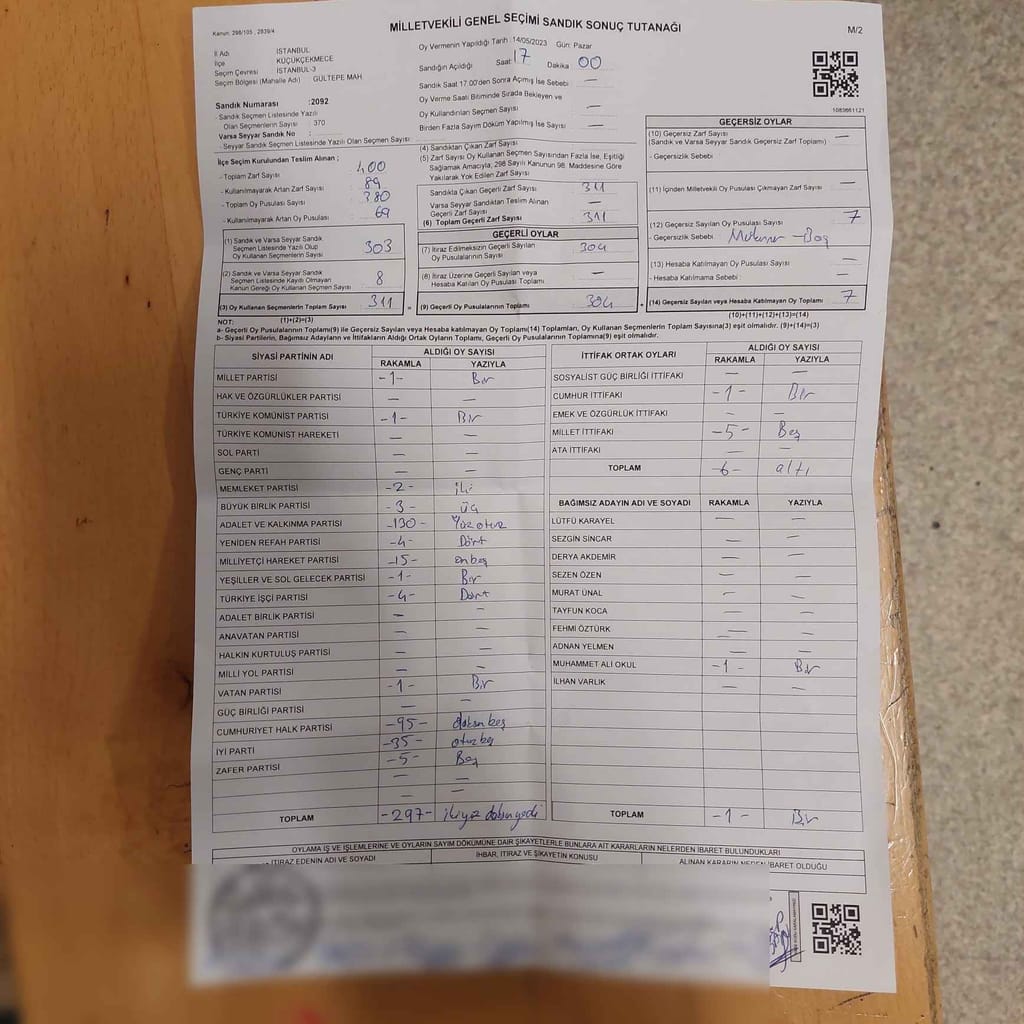 Kanun: 298/105 , 2839/4
MİLLETVEKİLİ GENEL SEÇİMİ SANDIK SONUÇ TUTANAĞI
M/2
İl Adı İSTANBUL
İlçe KÜÇÜKÇEKMECE
Seçim Çevresi İSTANBUL-3
Seçim Bölgesi (Mahalle Adı) GÜLTEPE MAH
Oy Vermenin Yapıldığı Tarih : 14/05/2023 Gün: Pazar
Sandığın Açıldığı Saat 17 Dakika 00
Sandık Saat 17.00'den Sonra Açılmış İse Sebebi —
Oy Verme Saati Bitiminde Sırada Bekleyen ve
Oy Kullandırılan Seçmen Sayısı —
Birden Fazla Sayım Döküm Yapılmış İse Sayısı —
1083661121
Sandık Numarası :2092
- Sandık Seçmen Listesinde Yazılı
Olan Seçmenlerin Sayısı : 370
Varsa Seyyar Sandık No :
- Seyyar Sandık Seçmen Listesinde Yazılı Olan Seçmen Sayısı :
İlçe Seçim Kurulundan Teslim Alınan ;
- Toplam Zarf Sayısı : 400
- Kullanılmayarak Artan Zarf Sayısı : 89
- Toplam Oy Pusulası Sayısı : 380
- Kullanılmayarak Artan Oy Pusulası : 69
(1) Sandık ve Varsa Seyyar Sandık
Seçmen Listesinde Yazılı Olup
Oy Kullanan Seçmen Sayısı 303
(2) Sandık ve Varsa Seyyar Sandık
Seçmen Listesinde Kayıtlı Olmayan
Kanun Gereği Oy Kullanan Seçmen Sayısı 8
(3) Oy Kullanan Seçmenlerin Toplam Sayısı 311
(1)+(2)=(3)
(4) Sandıktan Çıkan Zarf Sayısı
(5) Zarf Sayısı Oy Kullanan Seçmen Sayısından Fazla İse, Eşitliği
Sağlamak Amacıyla, 298 Sayılı Kanunun 98. Maddesine Göre
Yakılarak Yok Edilen Zarf Sayısı
Sandıkta Çıkan Geçerli Zarf Sayısı 311
Varsa Seyyar Sandıktan Teslim Alınan
Geçerli Zarf Sayısı —
(6) Toplam Geçerli Zarf Sayısı 311
GEÇERLİ OYLAR
(7) İtiraz Edilmeksizin Geçerli Sayılan
Oy Pusulasının Sayısı 304
(8) İtiraz Üzerine Geçerli Sayılan veya
Hesaba Katılan Oy Pusulası Toplamı —
= (9) Geçerli Oy Pusulalarının Toplamı 304
GEÇERSİZ OYLAR
(10) Geçersiz Zarf Sayısı —
(Sandık ve Varsa Seyyar Sandık Geçersiz Zarf Toplamı)
- Geçersizlik Sebebi :
(11) İçinden Milletvekili Oy Pusulası Çıkmayan Zarf Sayısı —
(12) Geçersiz Sayılan Oy Pusulası Sayısı 7
- Geçersizlik Sebebi: Boş
(13) Hesaba Katılmayan Oy Pusulası Sayısı —
- Hesaba Katılmama Sebebi : —
+ (14) Geçersiz Sayılan veya Hesaba Katılmayan Oy Toplamı 7
(10)+(11)+(12)+(13)=(14)
NOT:
a- Geçerli Oy Pusulalarının Toplamı(9) ile Geçersiz Sayılan veya Hesaba katılmayan Oy Toplamı(14) Toplamları, Oy Kullanan Seçmenlerin Toplam Sayısına(3) eşit olmalıdır. (9)+(14)=(3)
b- Siyasi Partilerin, Bağımsız Adayların ve İttifakların Aldığı Ortak Oyların Toplamı, Geçerli Oy Pusulalarının Toplamına(9) eşit olmalıdır.
SİYASİ PARTİNİN ADI ALDIĞI OY SAYISI
RAKAMLA YAZIYLA
MİLLET PARTİSİ -1- Bir
HAK VE ÖZGÜRLÜKLER PARTİSİ — —
TÜRKİYE KOMÜNİST PARTİSİ -1- Bir
TÜRKİYE KOMÜNİST HAREKETİ — —
SOL PARTİ — —
GENÇ PARTİ — —
MEMLEKET PARTİSİ -2- iki
BÜYÜK BİRLİK PARTİSİ -3- üç
ADALET VE KALKINMA PARTİSİ -130- Yüz otuz
YENİDEN REFAH PARTİSİ -4- Dört
MİLLİYETÇİ HAREKET PARTİSİ -15- onbeş
YEŞİLLER VE SOL GELECEK PARTİSİ -1- Bir
TÜRKİYE İŞÇİ PARTİSİ -4- Dört
ADALET BİRLİK PARTİSİ — —
ANAVATAN PARTİSİ — —
HALKIN KURTULUŞ PARTİSİ — —
MİLLİ YOL PARTİSİ — —
VATAN PARTİSİ -1- Bir
GÜÇ BİRLİĞİ PARTİSİ — —
CUMHURİYET HALK PARTİSİ -95- doksan beş
İYİ PARTİ -35- otuz beş
ZAFER PARTİSİ -5- Beş
— —
— —
TOPLAM -297- ikiyüz doksan yedi
İTTİFAK ORTAK OYLARI ALDIĞI OY SAYISI
RAKAMLA YAZIYLA
SOSYALİST GÜÇ BİRLİĞİ İTTİFAKI — —
CUMHUR İTTİFAKI -1- Bir
EMEK VE ÖZGÜRLÜK İTTİFAKI — —
MİLLET İTTİFAKI -5- Beş
ATA İTTİFAKI — —
TOPLAM -6- altı
BAĞIMSIZ ADAYIN ADI VE SOYADI RAKAMLA YAZIYLA
LÜTFÜ KARAYEL — —
SEZGİN SİNCAR — —
DERYA AKDEMİR — —
SEZEN ÖZEN — —
MURAT ÜNAL — —
TAYFUN KOCA — —
FEHMİ ÖZTÜRK — —
ADNAN YELMEN — —
MUHAMMET ALİ OKUL -1- Bir
İLHAN VARLIK — —
TOPLAM -1- Bir
OYLAMA İŞ VE İŞLEMLERİNE VE OYLARIN SAYIM DÖKÜMÜNE DAİR ŞİKAYETLERLE BUNLARA AİT KARARLARIN NELERDEN İBARET BULUNDUKLARI
İTİRAZ EDENİN ADI VE SOYADI İHBAR, İTİRAZ VE ŞİKAYETİN KONUSU ALINAN KARARIN NEDEN İBARET OLDUĞU